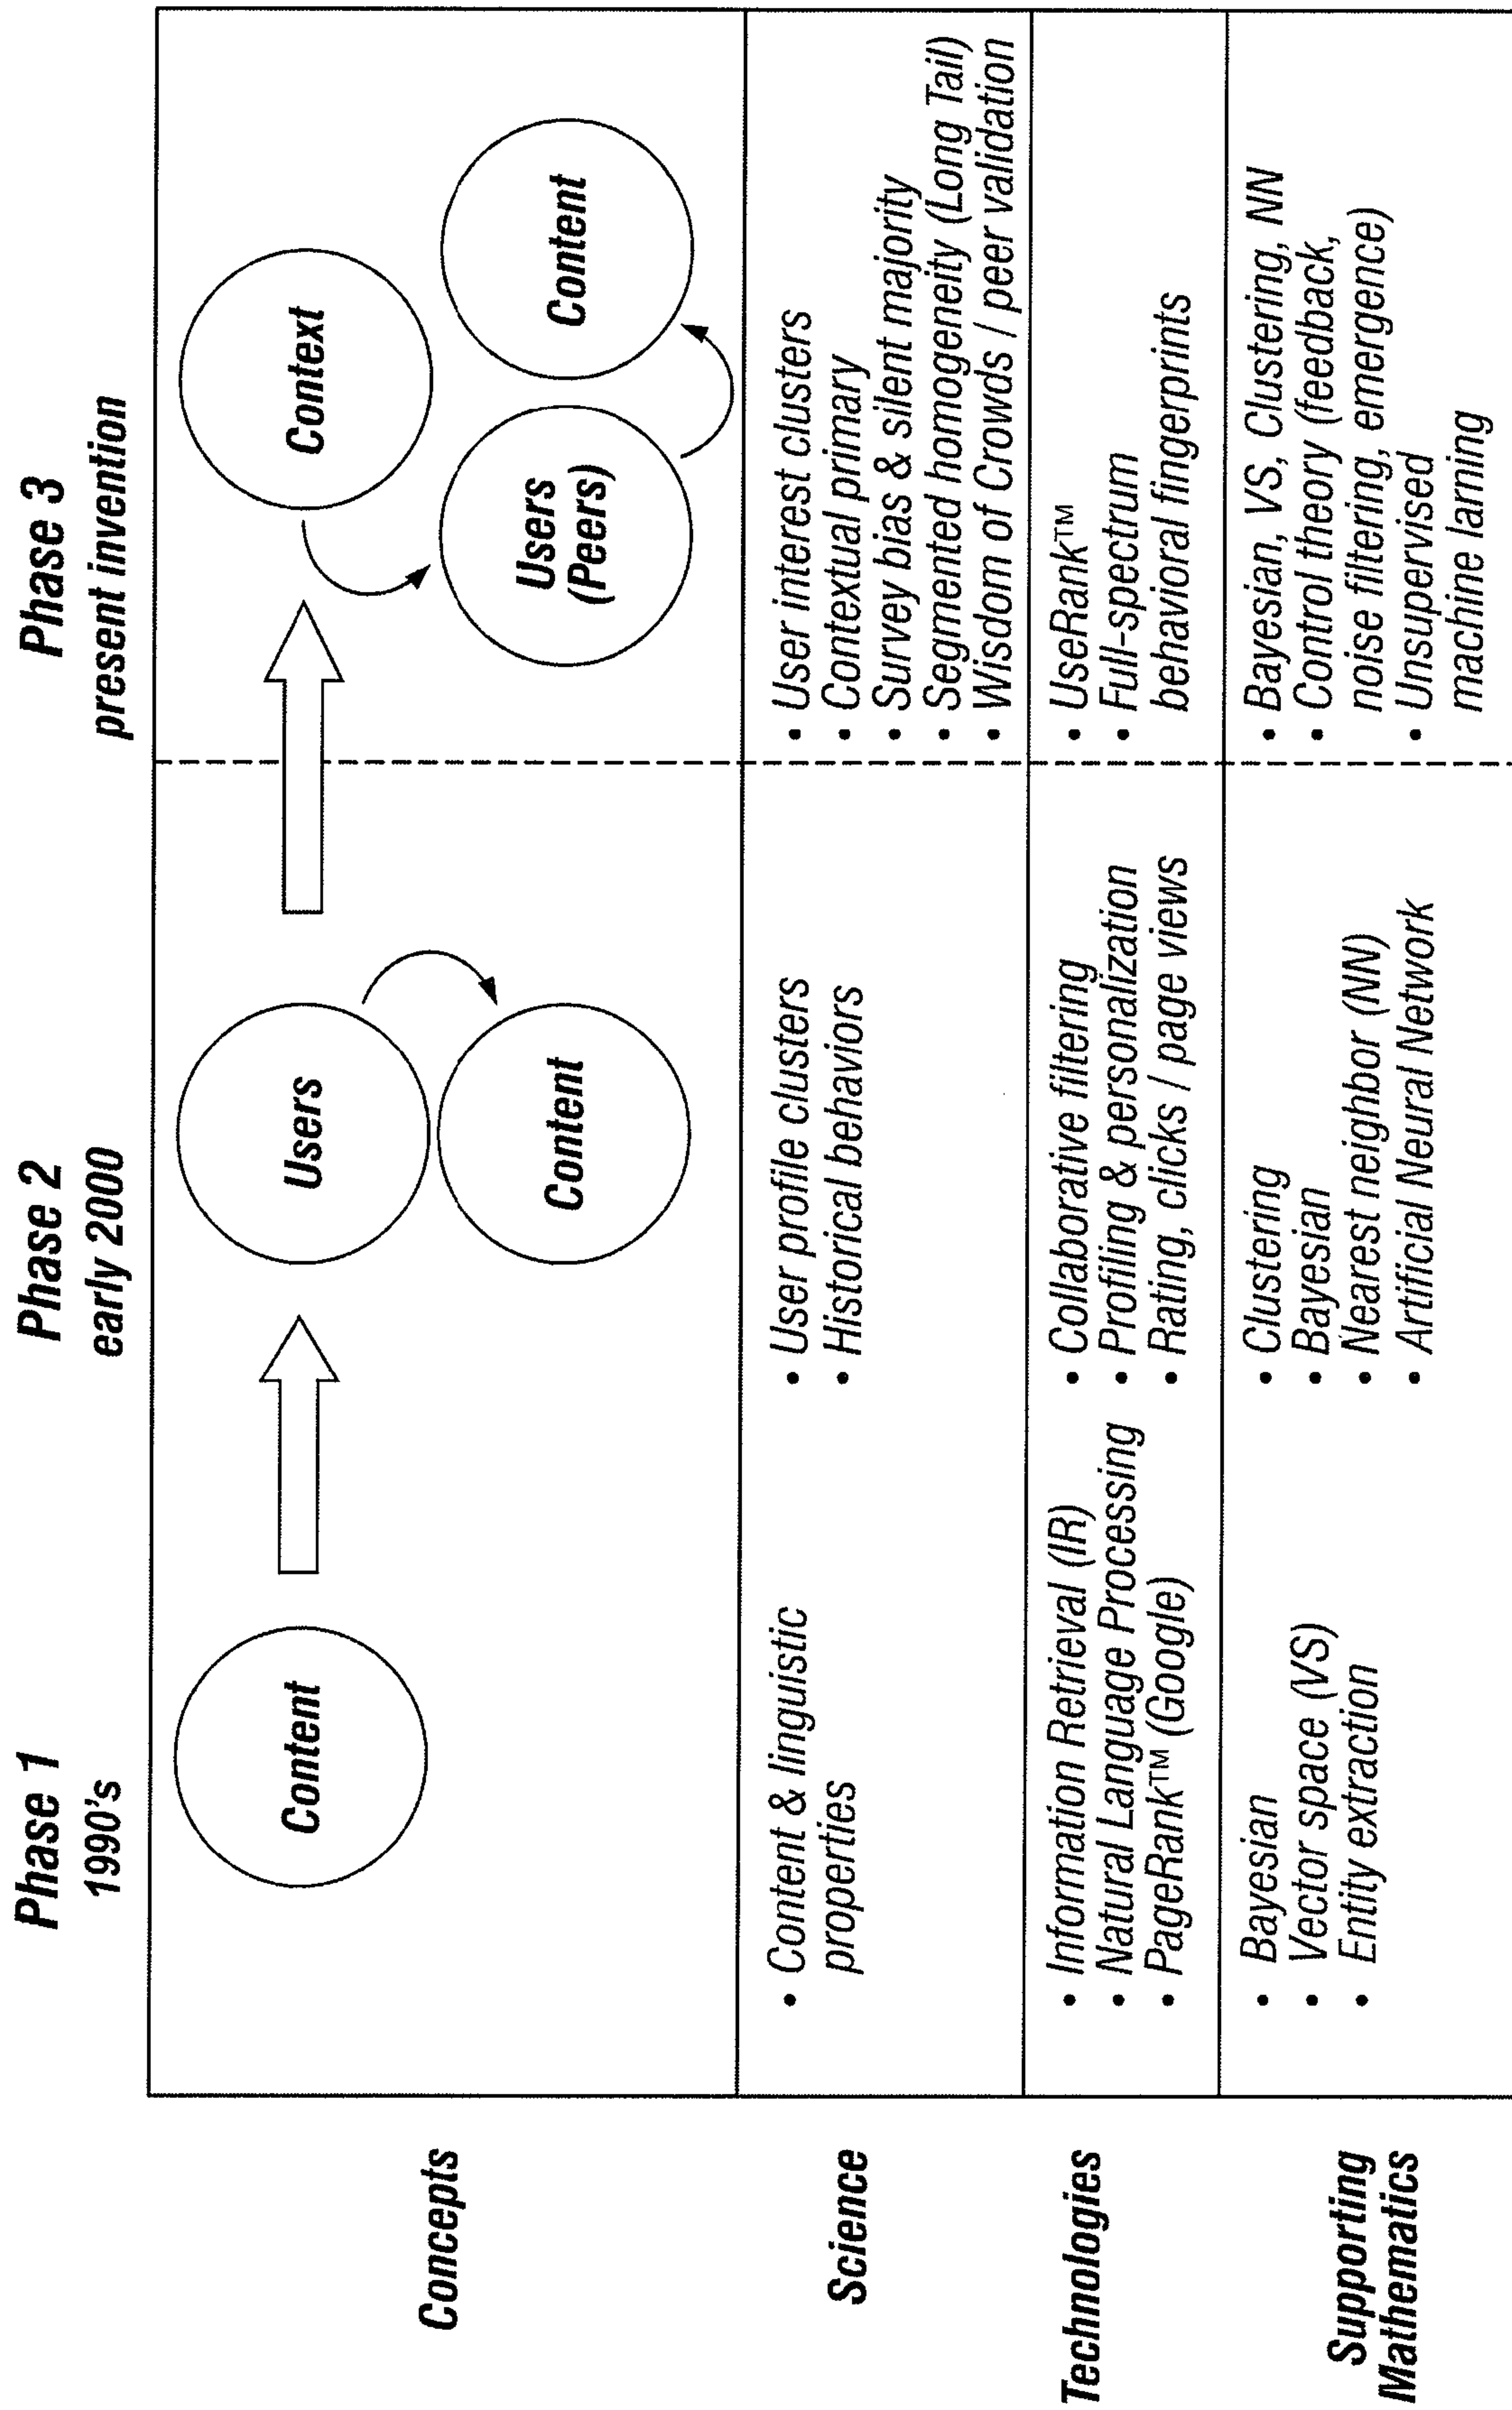 Phase 1
1990's
Phase 2
early 2000
Phase 3
present invention
Concepts
Content
Users
Content
Context
Users
(Peers)
Content
Science
• Content & linguistic
properties
• User profile clusters
• Historical behaviors
• User interest clusters
• Contextual primary
• Survey bias & silent majority
• Segmented homogeneity (Long Tail)
• Wisdom of Crowds / peer validation
Technologies
• Information Retrieval (IR)
• Natural Language Processing
• PageRank™ (Google)
• Collaborative filtering
• Profiling & personalization
• Rating, clicks / page views
• UseRank™
• Full-spectrum
behavioral fingerprints
Supporting
Mathematics
• Bayesian
• Vector space (VS)
• Entity extraction
• Clustering
• Bayesian
• Nearest neighbor (NN)
• Artificial Neural Network
• Bayesian, VS, Clustering, NN
• Control theory (feedback,
noise filtering, emergence)
• Unsupervised
machine larning